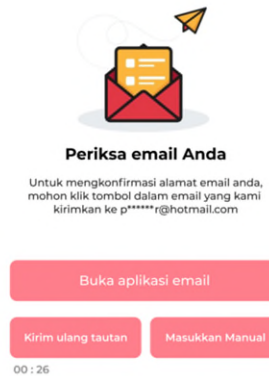 Periksa email Anda
Untuk mengkonfirmasi alamat email anda,
mohon klik tombol dalam email yang kami
kirimkan ke p******r@hotmail.com
Buka aplikasi email
Kirim ulang tautan
Masukkan Manual
00 : 26